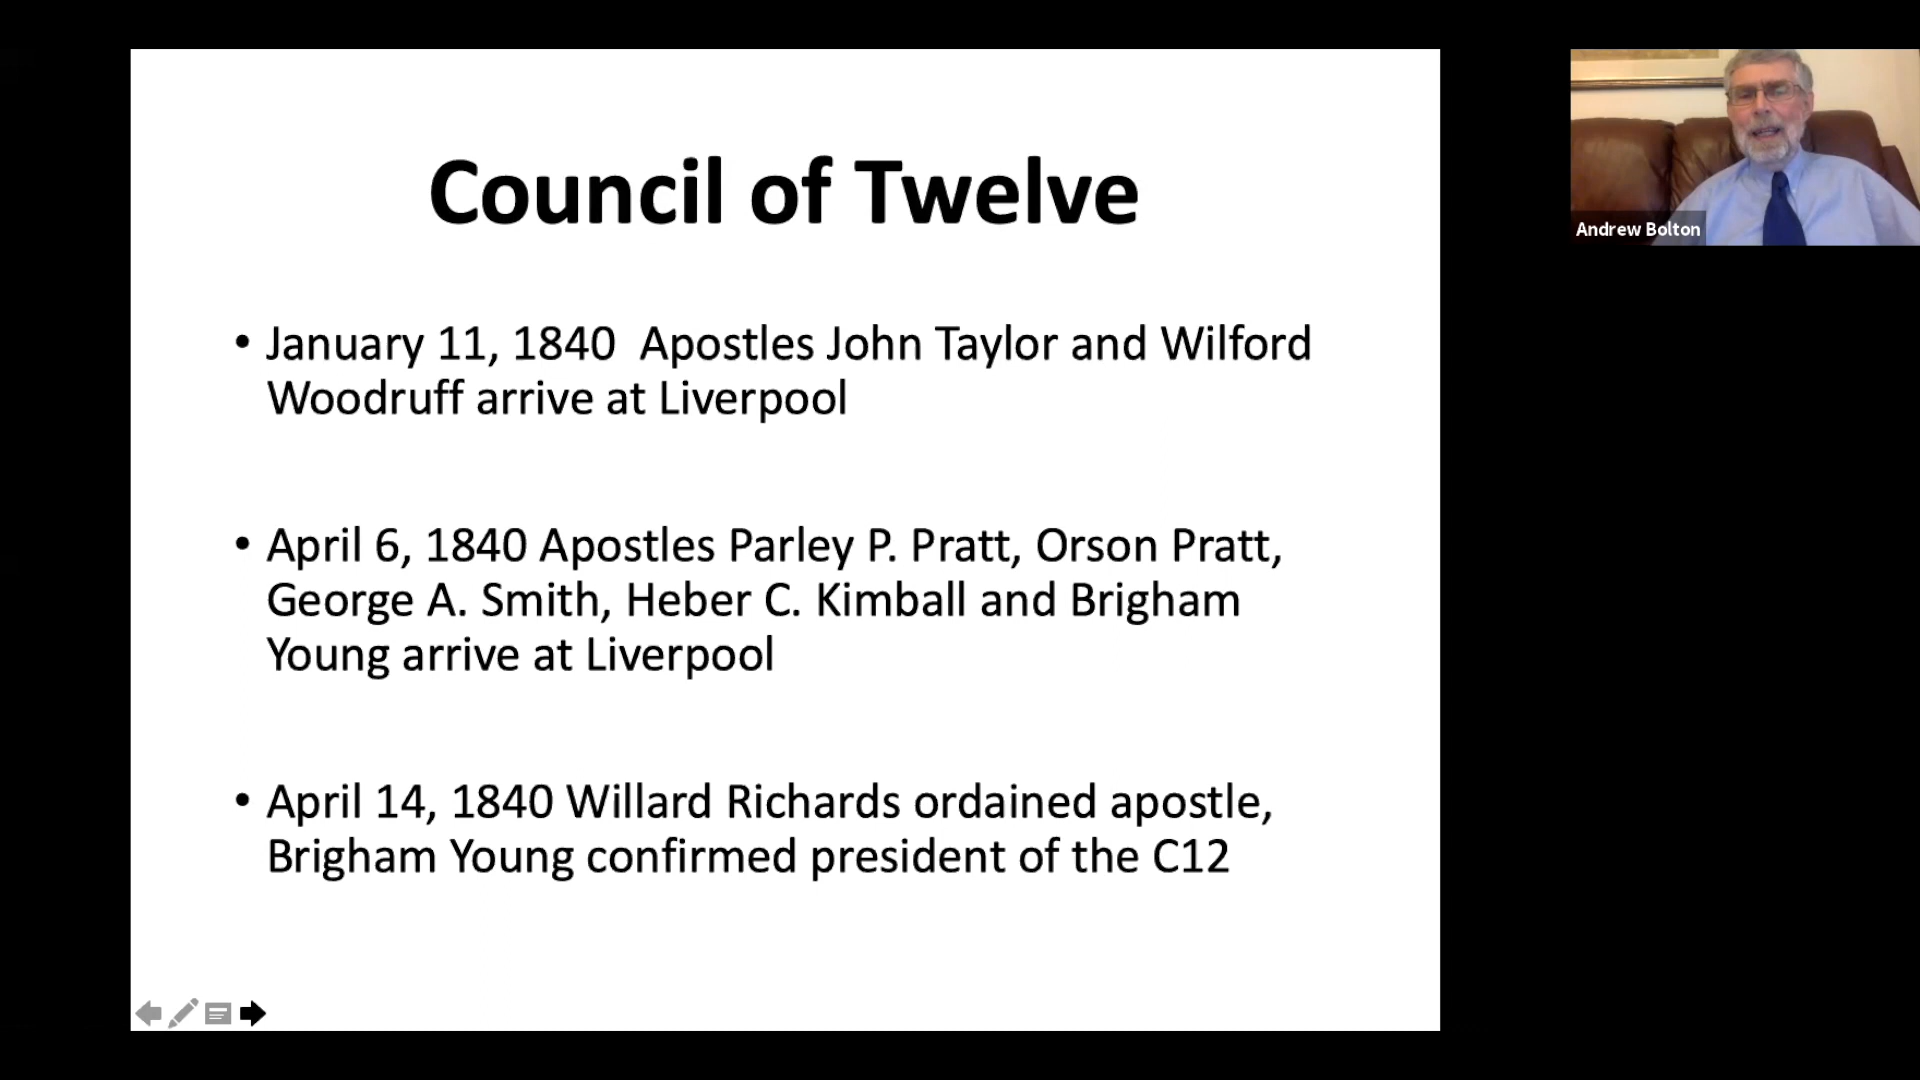 Council of Twelve
• January 11, 1840  Apostles John Taylor and Wilford
Woodruff arrive at Liverpool
• April 6, 1840 Apostles Parley P. Pratt, Orson Pratt,
George A. Smith, Heber C. Kimball and Brigham
Young arrive at Liverpool
• April 14, 1840 Willard Richards ordained apostle,
Brigham Young confirmed president of the C12
Andrew Bolton